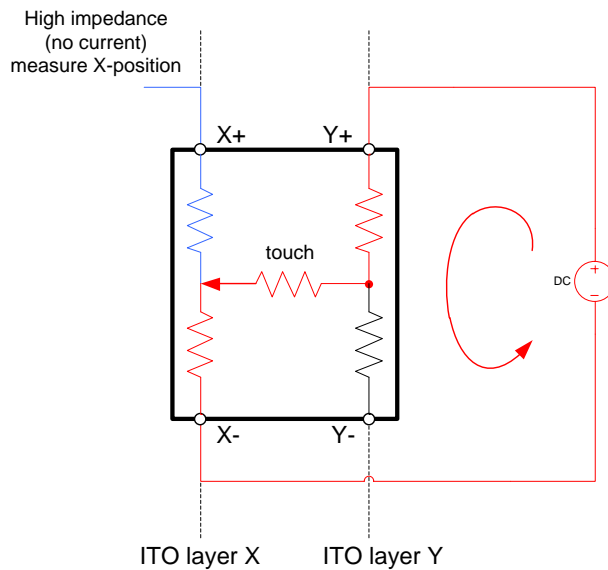 High impedance
(no current)
measure X-position
X+
Y+
touch
DC
+
−
X-
Y-
ITO layer X
ITO layer Y